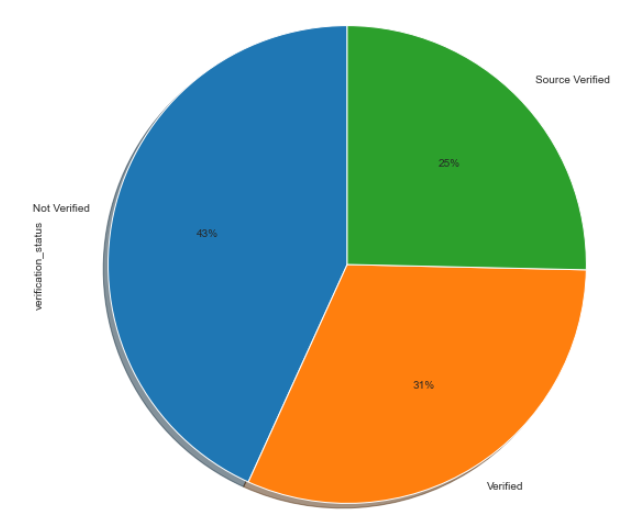 Source Verified
25%
Not Verified
43%
verification_status
31%
Verified